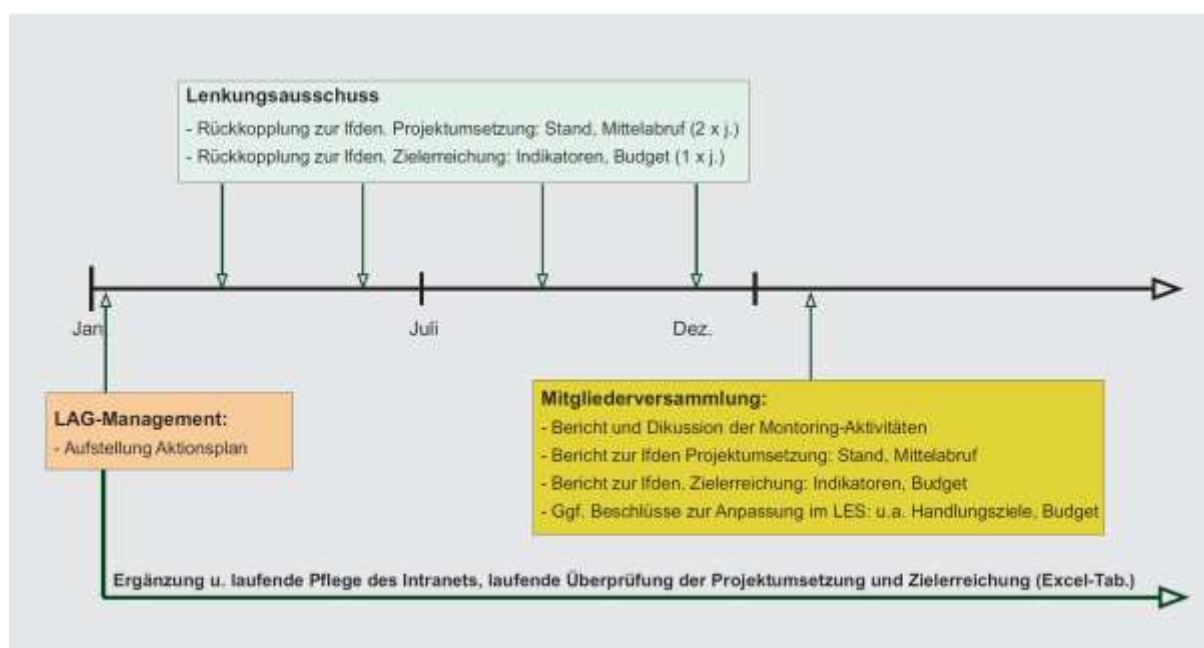 Lenkungsausschuss
- Rückkopplung zur lfden. Projektumsetzung: Stand, Mittelabruf (2 x j.)
- Rückkopplung zur lfden. Zielerreichung: Indikatoren, Budget (1 x j.)
Jan
Juli
Dez.
LAG-Management:
- Aufstellung Aktionsplan
Mitgliederversammlung:
- Bericht und Dikussion der Montoring-Aktivitäten
- Bericht zur lfden Projektumsetzung: Stand, Mittelabruf
- Bericht zur lfden. Zielerreichung: Indikatoren, Budget
- Ggf. Beschlüsse zur Anpassung im LES: u.a. Handlungsziele, Budget
Ergänzung u. laufende Pflege des Intranets, laufende Überprüfung der Projektumsetzung und Zielerreichung (Excel-Tab.)